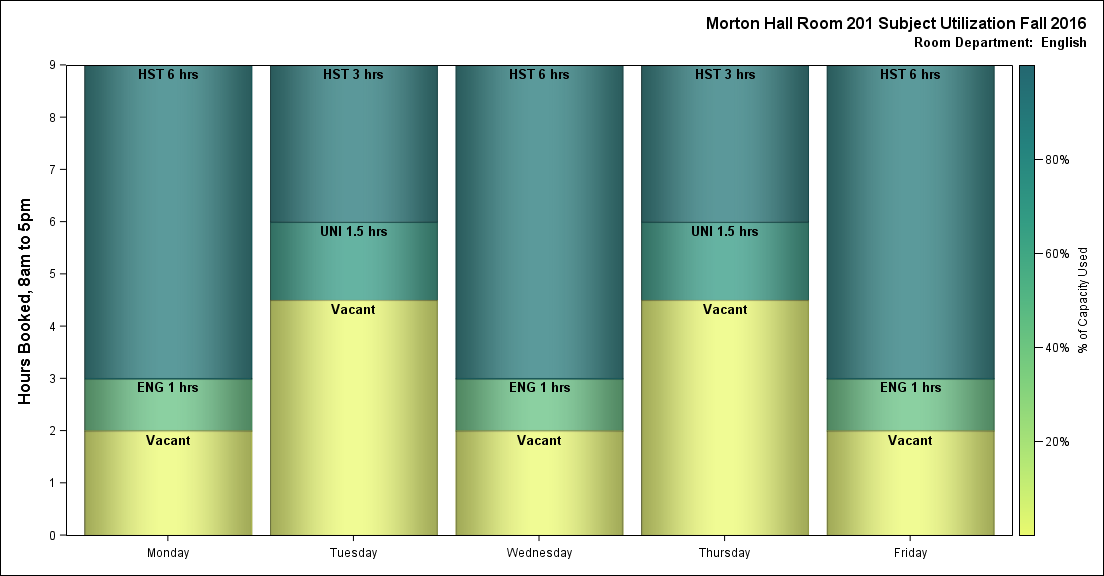 Morton Hall Room 201 Subject Utilization Fall 2016
Room Department:  English
Hours Booked, 8am to 5pm
9
8
7
6
5
4
3
2
1
0
HST 6 hrs
ENG 1 hrs
Vacant
HST 3 hrs
UNI 1.5 hrs
Vacant
HST 6 hrs
ENG 1 hrs
Vacant
HST 3 hrs
UNI 1.5 hrs
Vacant
HST 6 hrs
ENG 1 hrs
Vacant
Monday
Tuesday
Wednesday
Thursday
Friday
80%
60%
40%
20%
% of Capacity Used